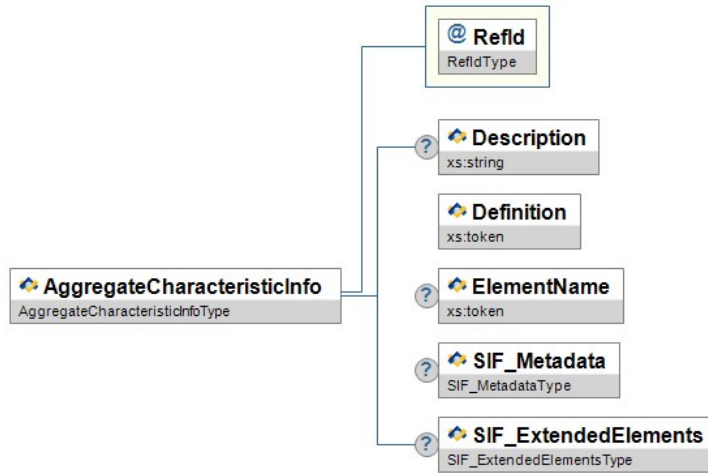 @ RefId
RefIdType
? Description
xs:string
Definition
xs:token
AggregateCharacteristicInfo
AggregateCharacteristicInfoType
? ElementName
xs:token
? SIF_Metadata
SIF_MetadataType
? SIF_ExtendedElements
SIF_ExtendedElementsType